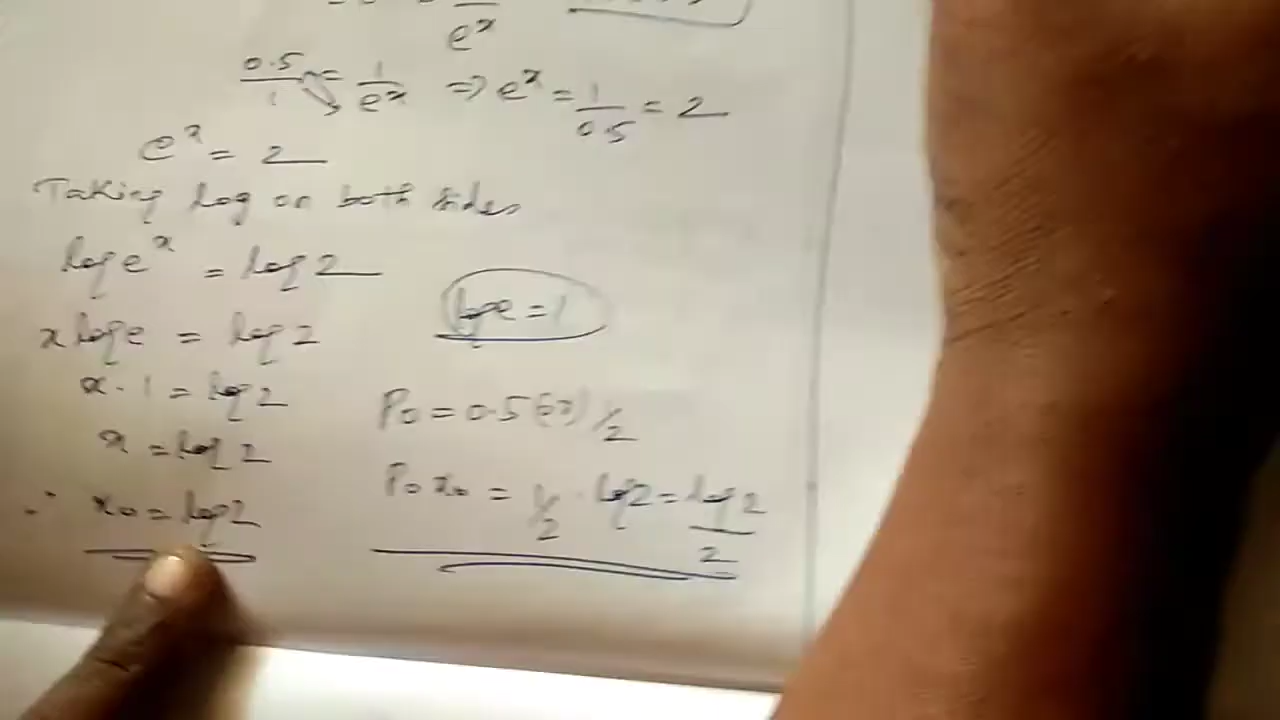 e^x
0.5/1 = 1/e^x ⇒ e^x = 1/0.5 = 2
e^x = 2
Taking log on both sides
log e^x = log 2
log e = 1
x log e = log 2
x · 1 = log 2
P0 = 0.5 (or) 1/2
x = log 2
P0 x0 = 1/2 · log 2 = log 2/2
∴ x0 = log 2